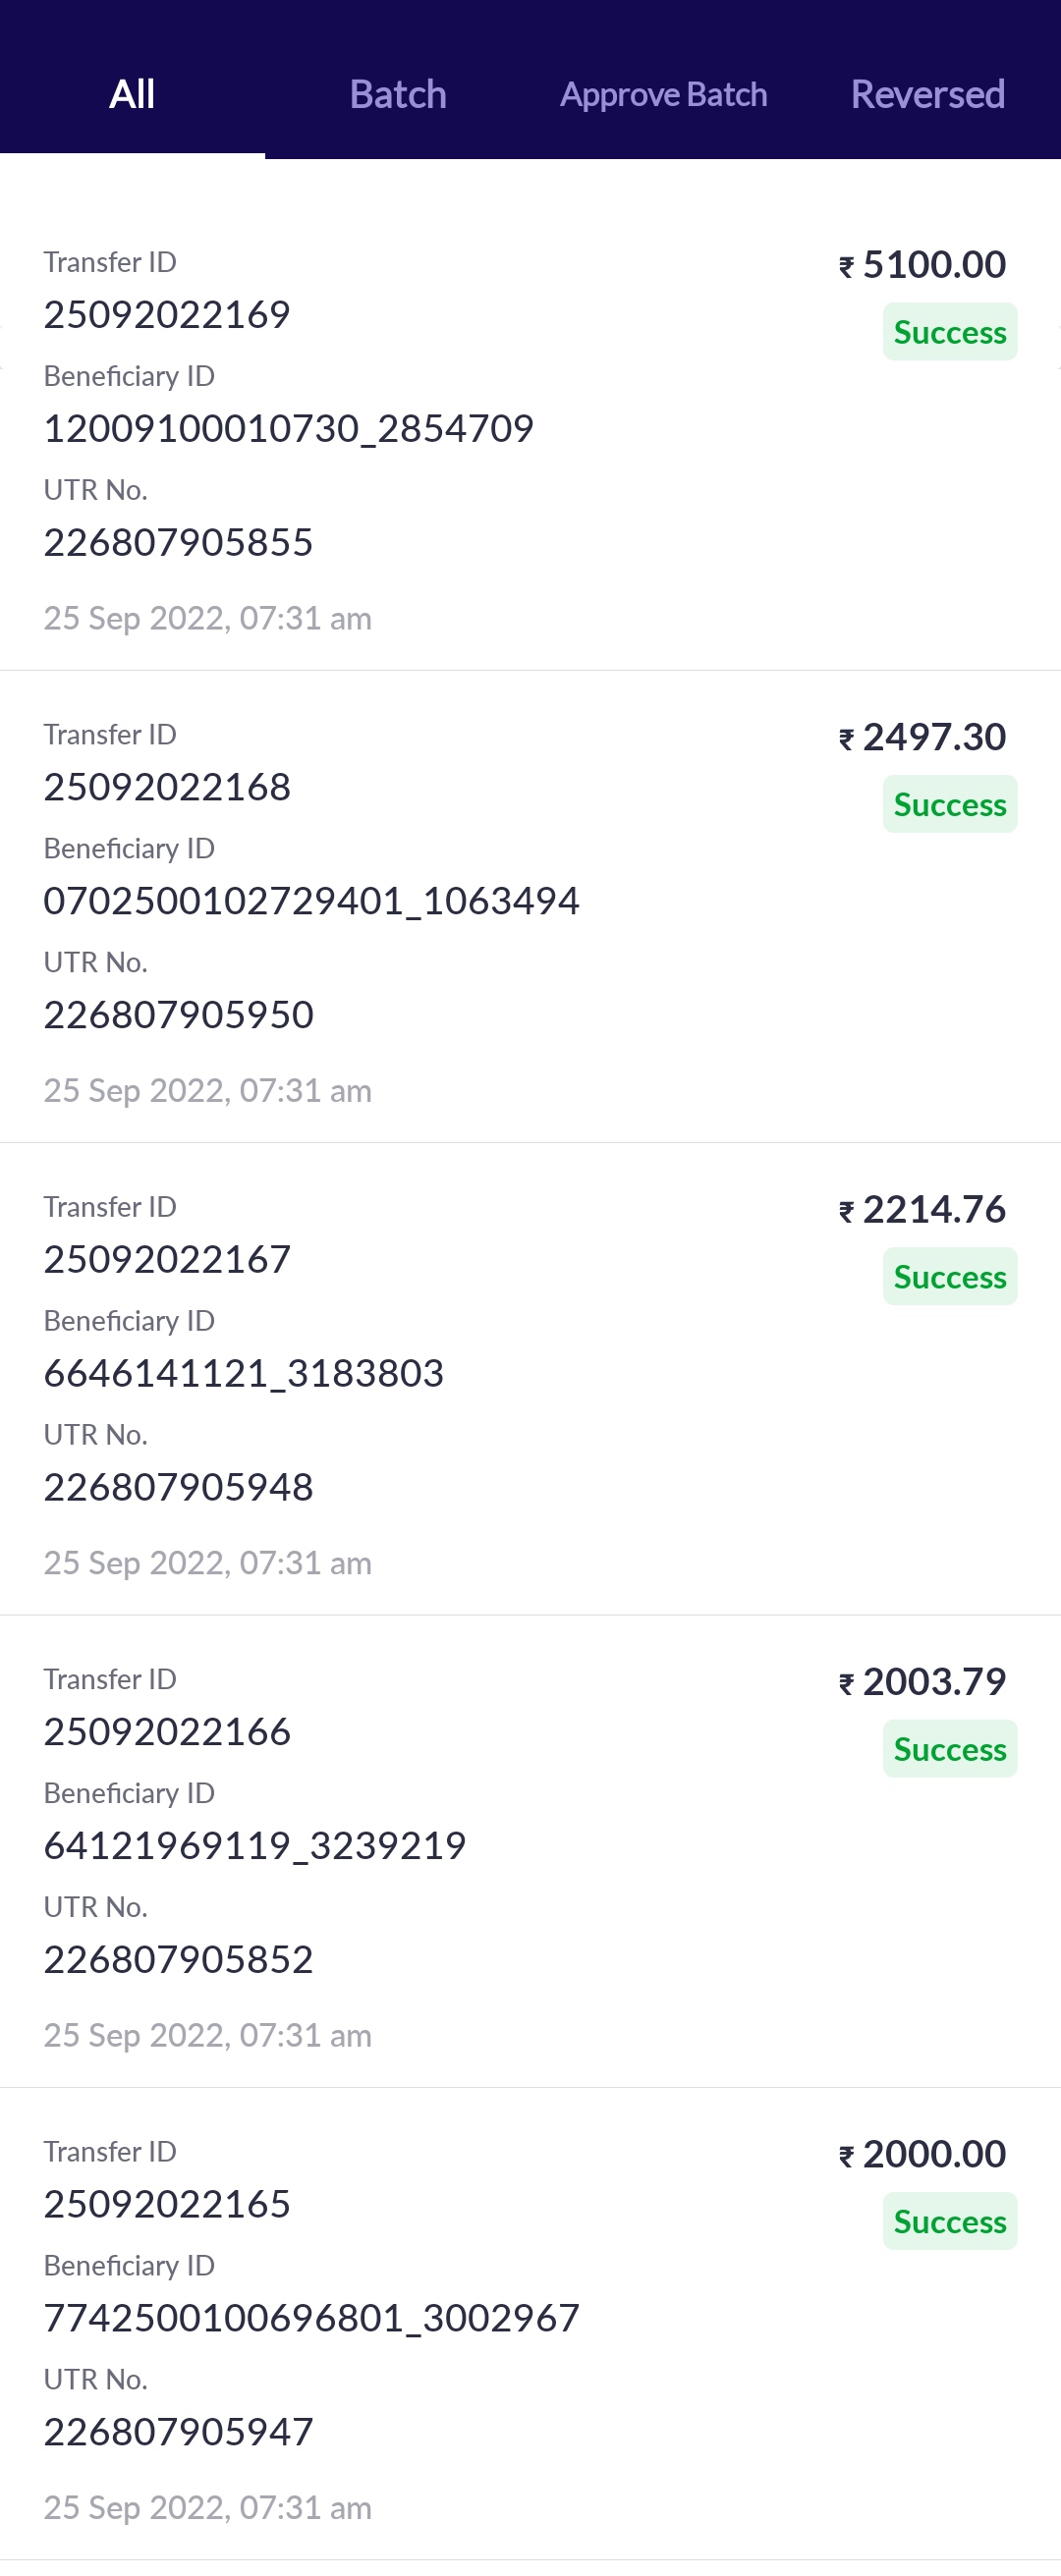 All Batch Approve Batch Reversed
Transfer ID ₹ 5100.00
25092022169 Success
Beneficiary ID
12009100010730_2854709
UTR No.
226807905855
25 Sep 2022, 07:31 am
Transfer ID ₹ 2497.30
25092022168 Success
Beneficiary ID
0702500102729401_1063494
UTR No.
226807905950
25 Sep 2022, 07:31 am
Transfer ID ₹ 2214.76
25092022167 Success
Beneficiary ID
6646141121_3183803
UTR No.
226807905948
25 Sep 2022, 07:31 am
Transfer ID ₹ 2003.79
25092022166 Success
Beneficiary ID
64121969119_3239219
UTR No.
226807905852
25 Sep 2022, 07:31 am
Transfer ID ₹ 2000.00
25092022165 Success
Beneficiary ID
7742500100696801_3002967
UTR No.
226807905947
25 Sep 2022, 07:31 am